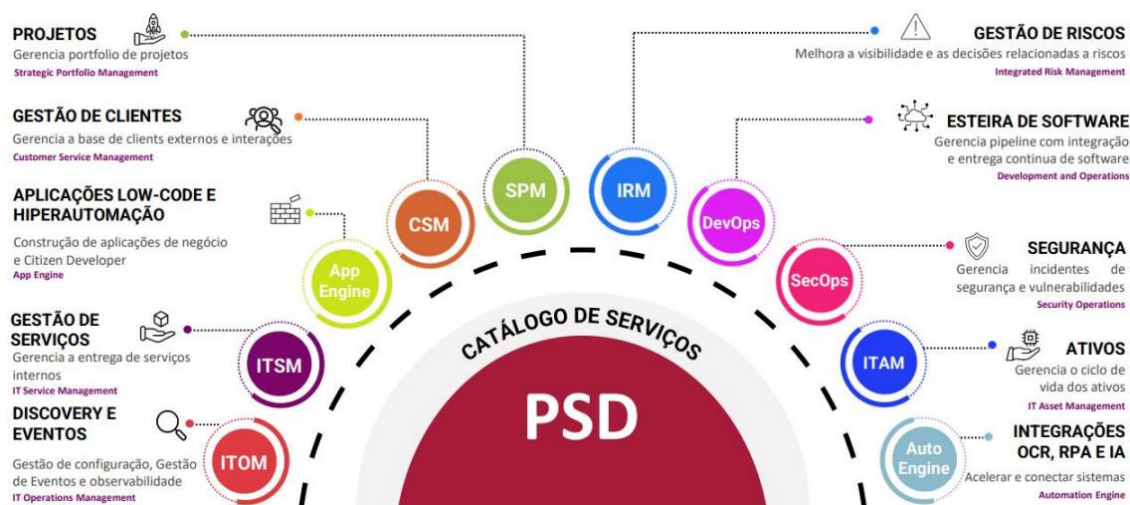 PROJETOS
Gerencia portfolio de projetos
Strategic Portfolio Management
GESTÃO DE CLIENTES
Gerencia a base de clients externos e interações
Customer Service Management
APLICAÇÕES LOW-CODE E
HIPERAUTOMAÇÃO
Construção de aplicações de negócio
e Citizen Developer
App Engine
GESTÃO DE
SERVIÇOS
Gerencia a entrega de serviços
internos
IT Service Management
DISCOVERY E
EVENTOS
Gestão de configuração, Gestão
de Eventos e observabilidade
IT Operations Management
ITOM
ITSM
App
Engine
CSM
SPM
IRM
DevOps
SecOps
ITAM
Auto
Engine
CATÁLOGO DE SERVIÇOS
PSD
GESTÃO DE RISCOS
Melhora a visibilidade e as decisões relacionadas a riscos
Integrated Risk Management
ESTEIRA DE SOFTWARE
Gerencia pipeline com integração
e entrega continua de software
Development and Operations
SEGURANÇA
Gerencia incidentes de
segurança e vulnerabilidades
Security Operations
ATIVOS
Gerencia o ciclo de
vida dos ativos
IT Asset Management
INTEGRAÇÕES
OCR, RPA E IA
Acelerar e conectar sistemas
Automation Engine